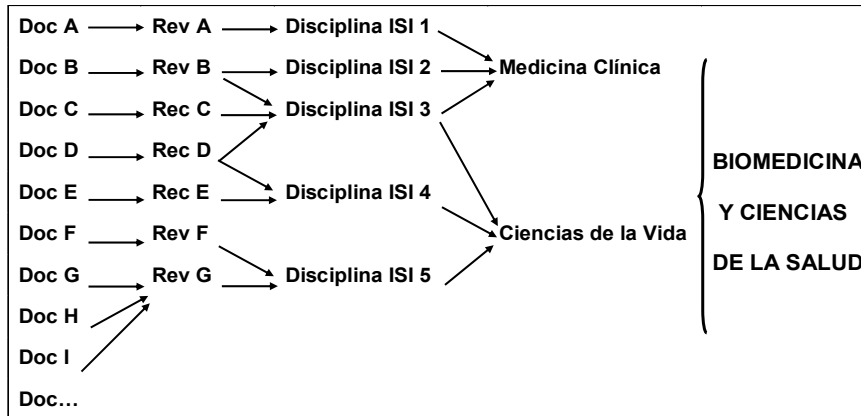 Doc A Rev A Disciplina ISI 1
Doc B Rev B Disciplina ISI 2 Medicina Clínica
Doc C Rec C Disciplina ISI 3
Doc D Rec D
BIOMEDICINA
Doc E Rec E Disciplina ISI 4
Y CIENCIAS
Doc F Rev F Ciencias de la Vida
DE LA SALUD
Doc G Rev G Disciplina ISI 5
Doc H
Doc I
Doc…